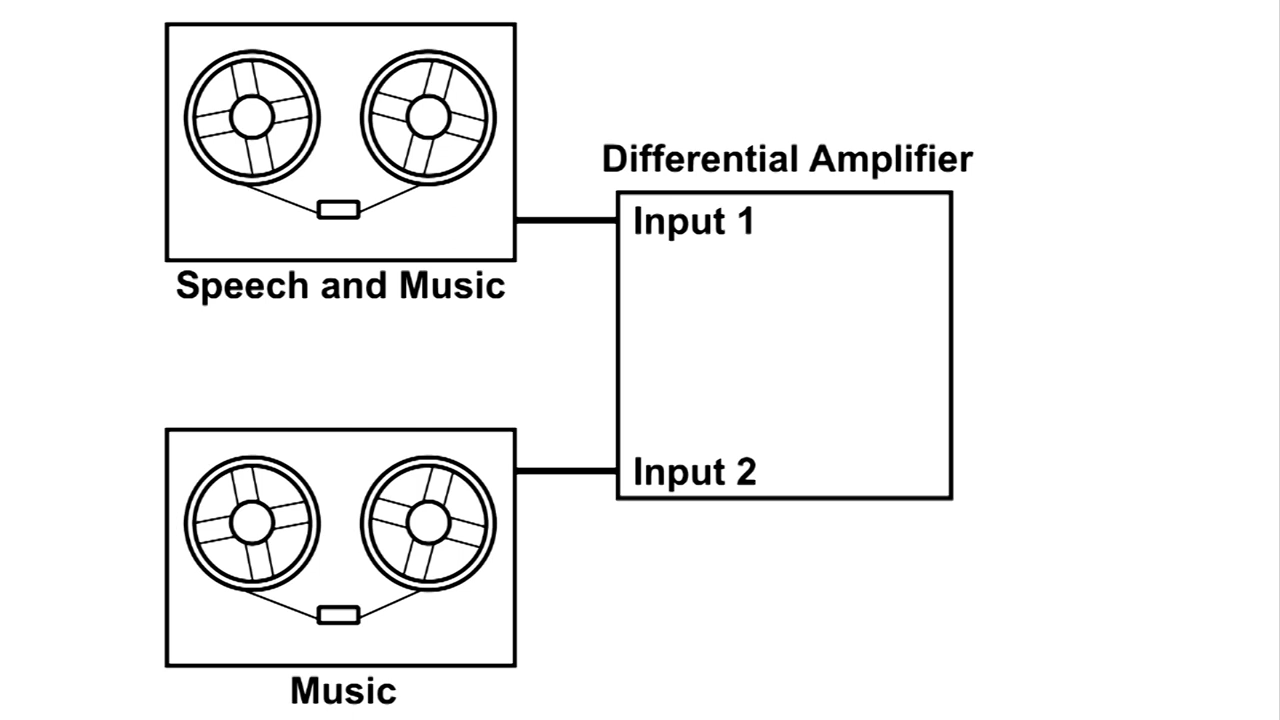 Differential Amplifier
Input 1
Speech and Music
Input 2
Music